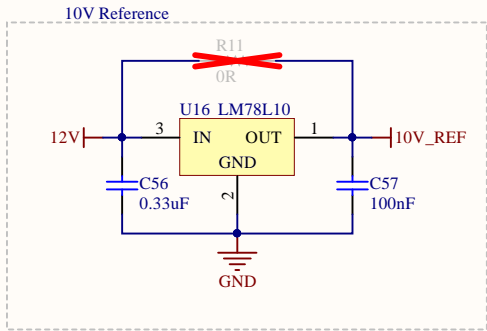 10V Reference
R11
0R
U16 LM78L10
12V 3 IN OUT 1 10V_REF
GND
C56 2 C57
0.33uF 100nF
GND